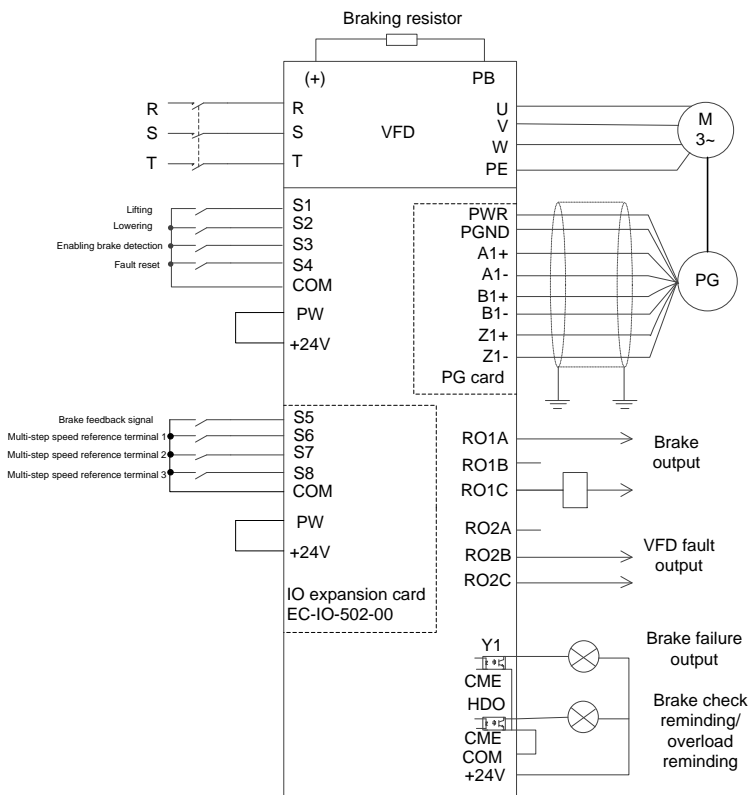 Braking resistor
(+)
PB
R
S
T
R
S
T
VFD
U
V
W
PE
M
3~
Lifting
Lowering
Enabling brake detection
Fault reset
S1
S2
S3
S4
COM
PW
+24V
PWR
PGND
A1+
A1-
B1+
B1-
Z1+
Z1-
PG card
PG
Brake feedback signal
Multi-step speed reference terminal 1
Multi-step speed reference terminal 2
Multi-step speed reference terminal 3
S5
S6
S7
S8
COM
PW
+24V
IO expansion card
EC-IO-502-00
RO1A
RO1B
RO1C
Brake
output
RO2A
RO2B
RO2C
VFD fault
output
Y1
CME
HDO
CME
COM
+24V
Brake failure
output
Brake check
reminding/
overload
reminding